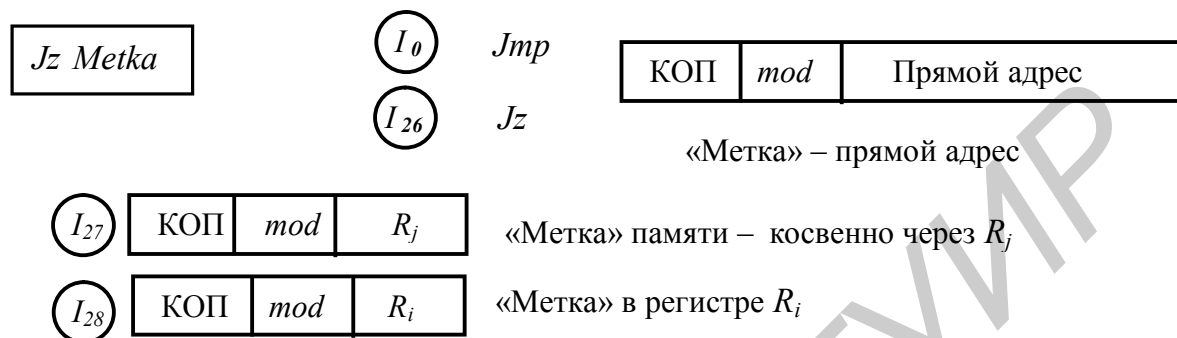 Jz Metka
I0 Jmp
КОП mod Прямой адрес
I26 Jz
«Метка» – прямой адрес
I27 КОП mod Rj «Метка» памяти – косвенно через Rj
I28 КОП mod Ri «Метка» в регистре Ri